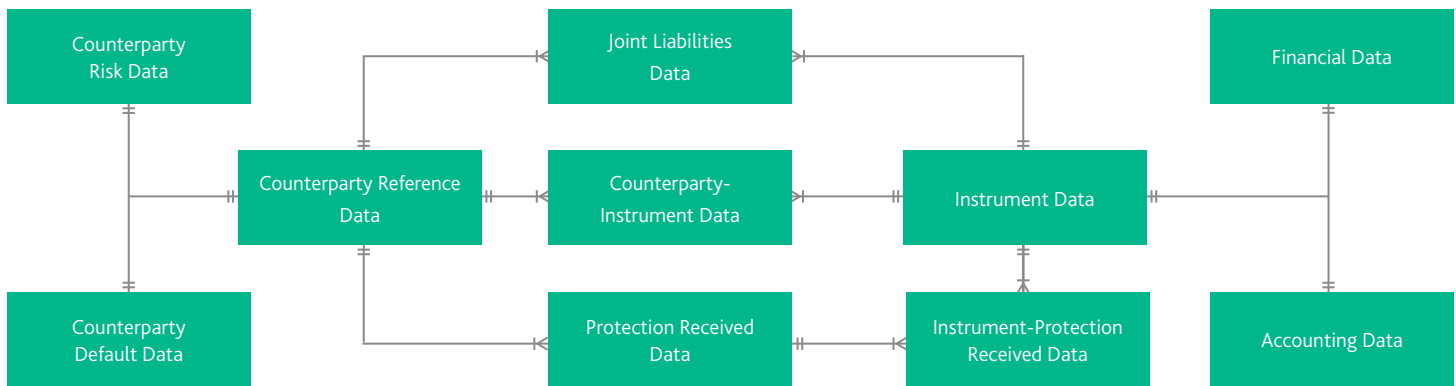 Counterparty
Risk Data
Joint Liabilities
Data
Financial Data
Counterparty Reference
Data
Counterparty-
Instrument Data
Instrument Data
Counterparty
Default Data
Protection Received
Data
Instrument-Protection
Received Data
Accounting Data